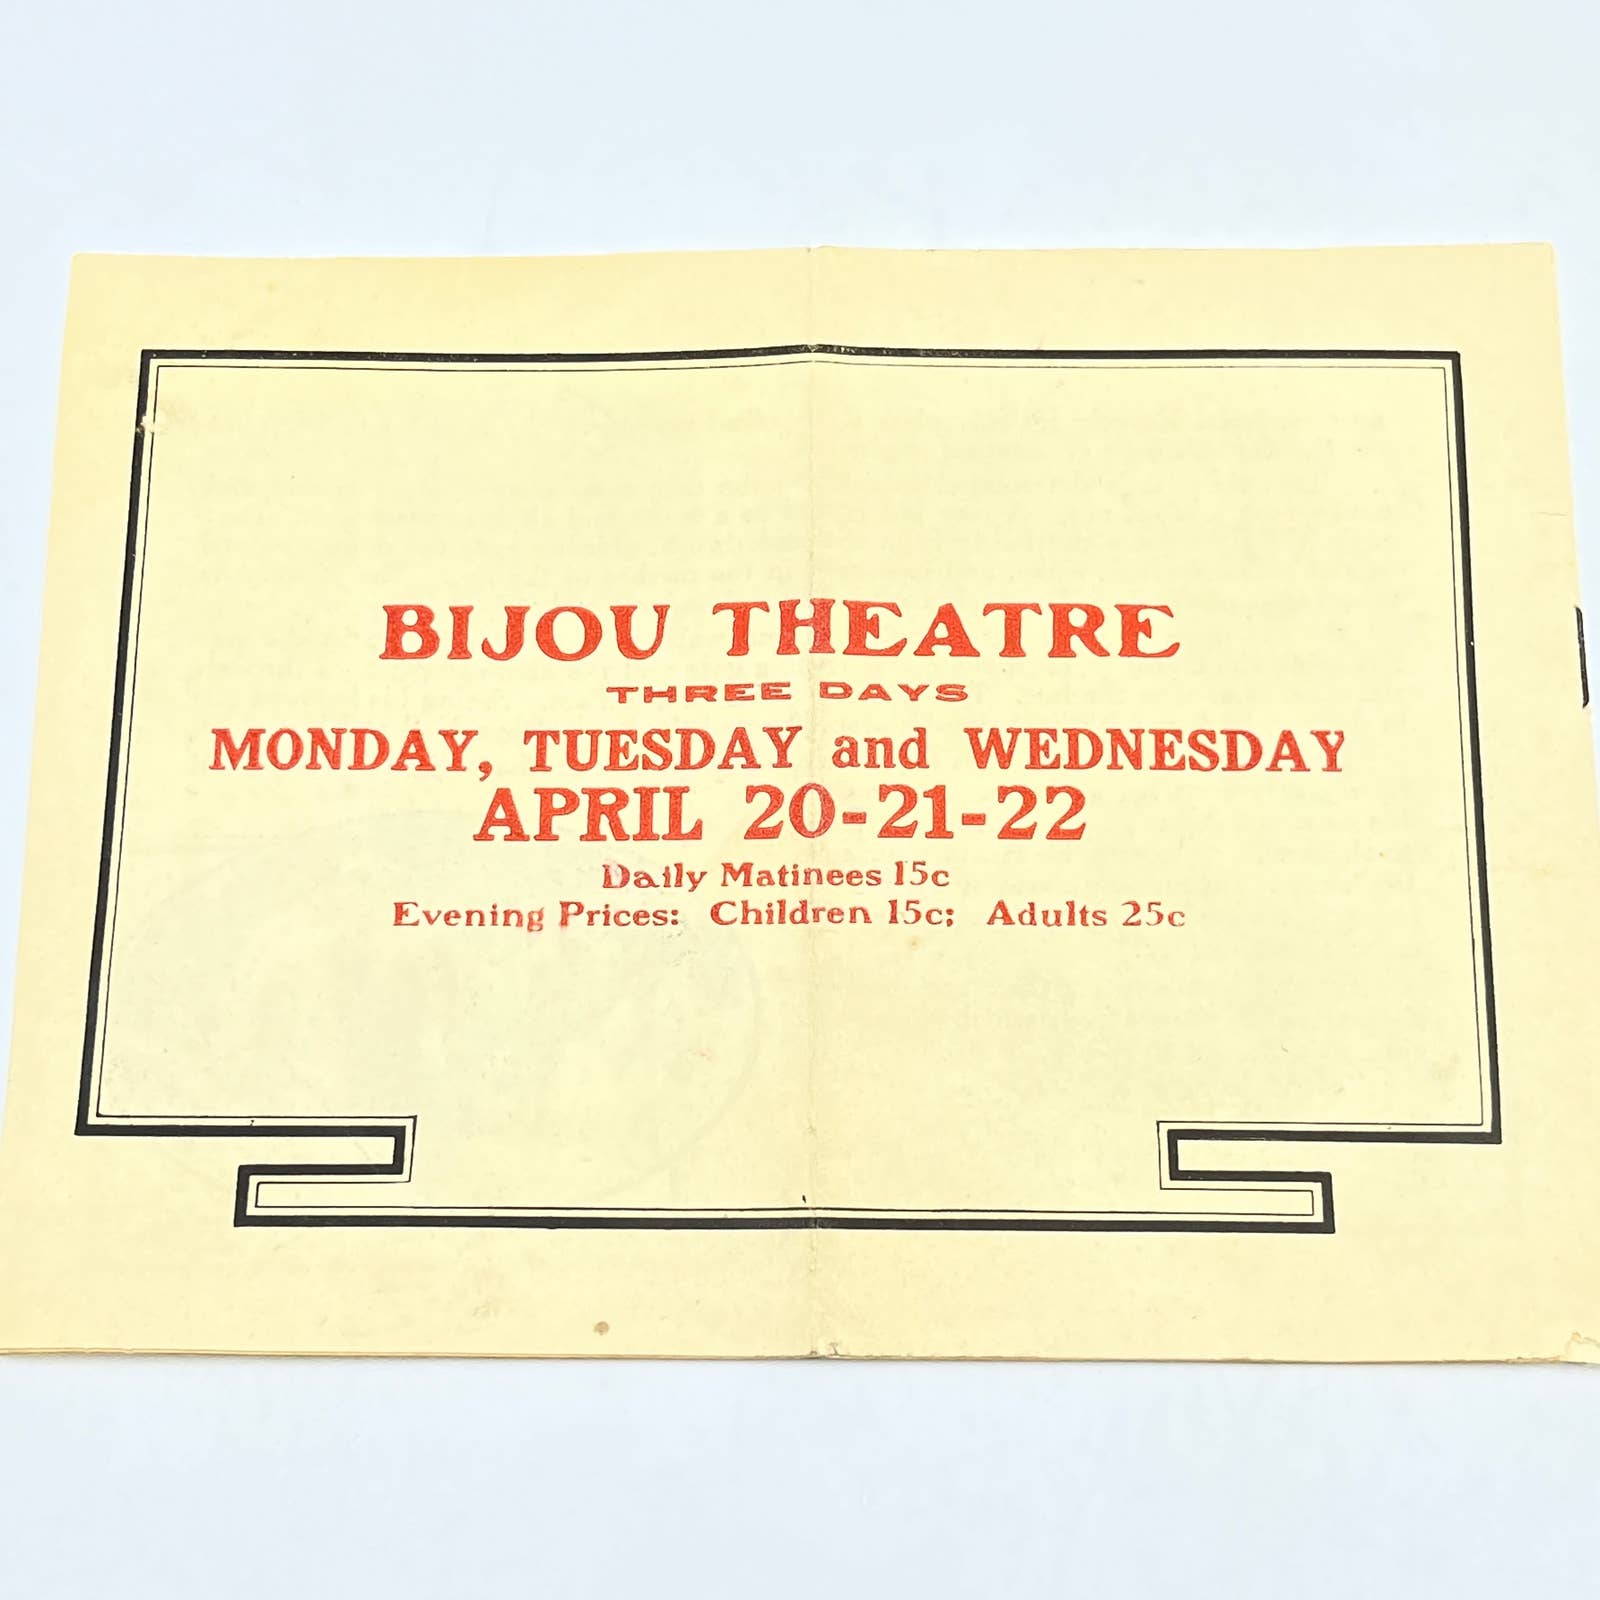 BIJOU THEATRE
THREE DAYS
MONDAY, TUESDAY and WEDNESDAY
APRIL 20-21-22
Daily Matinees 15c
Evening Prices: Children 15c; Adults 25c